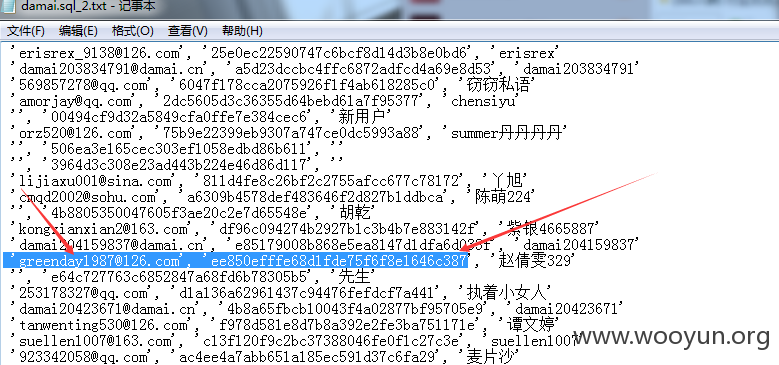 damai.sql_2.txt - 记事本
文件(F) 编辑(E) 格式(O) 查看(V) 帮助(H)
'erisrex_9138@126.com', '25e0ec22590747c6bcf8d14d3b8e0bd6', 'erisrex'
'damai203834791@damai.cn', 'a5d23dccbc4ffc6872adfcd4a69e8d53', 'damai203834791'
'569857278@qq.com', '6047f178cca2075926f1f4ab618285c0', '窃窃私语'
'amorjay@qq.com', '2dc5605d3c36355d64bebd61a7f95377', 'chensiyu'
'', '00494cf9d32a5849cfa0ffe7e384cec6', '新用户'
'orz520@126.com', '75b9e22399eb9307a747ce0dc5993a88', 'summer丹丹丹丹'
'', '506ea3e165cec303ef1058edbd86b611', ''
'', '3964d3c308e23ad443b224e46d86d117', ''
'lijiaxu001@sina.com', '811d4fe8c26bf2c2755afcc677c78172', '丫旭'
'cmqd2002@sohu.com', 'a6309b4578def483646f2d827b1ddbca', '陈萌224'
'', '4b8805350047605f3ae20c2e7d65548e', '胡乾'
'kongxianxian2@163.com', 'df96c094274b2927b1c3b4b7e883142f', '紫银4665887'
'damai204159837@damai.cn', 'damai204159837'
'greenday1987@126.com', 'ee850effffe68d1fde75f6f8e1646c387', '赵倩雯329'
'', 'e64c727763c6852847a68fd6b78305b5', '先生'
'253178327@qq.com', 'd1a136a62961437c94476fefdcf7a441', '执着小女人'
'damai20423671@damai.cn', '4b8a65fbcb10043f4a02877bf95705e9', 'damai20423671'
'tanwenting530@126.com', 'f978d581e8d7b8a392e2fe3ba751171e', '谭文婷'
'suellen1007@163.com', 'c13f120f9c2bc37388046fe0f1c27c3e', 'suellen1007'
'923342058@qq.com', 'ac4ee4a7abb651a185ec591d37c6fa29', '麦片沙'
www.wooyun.org